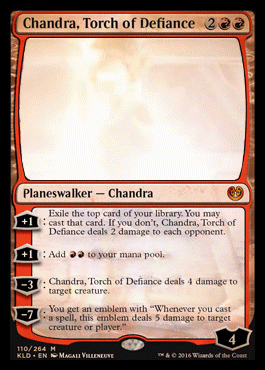 Chandra, Torch of Defiance 2
Planeswalker — Chandra
+1 : Exile the top card of your library. You may
cast that card. If you don't, Chandra, Torch of
Defiance deals 2 damage to each opponent.
+1 : Add to your mana pool.
-3 : Chandra, Torch of Defiance deals 4 damage to
target creature.
-7 : You get an emblem with "Whenever you cast
a spell, this emblem deals 5 damage to target
creature or player."
4
110/264 M
KLD • EN Magali Villeneuve
™ & © 2016 Wizards of the Coast